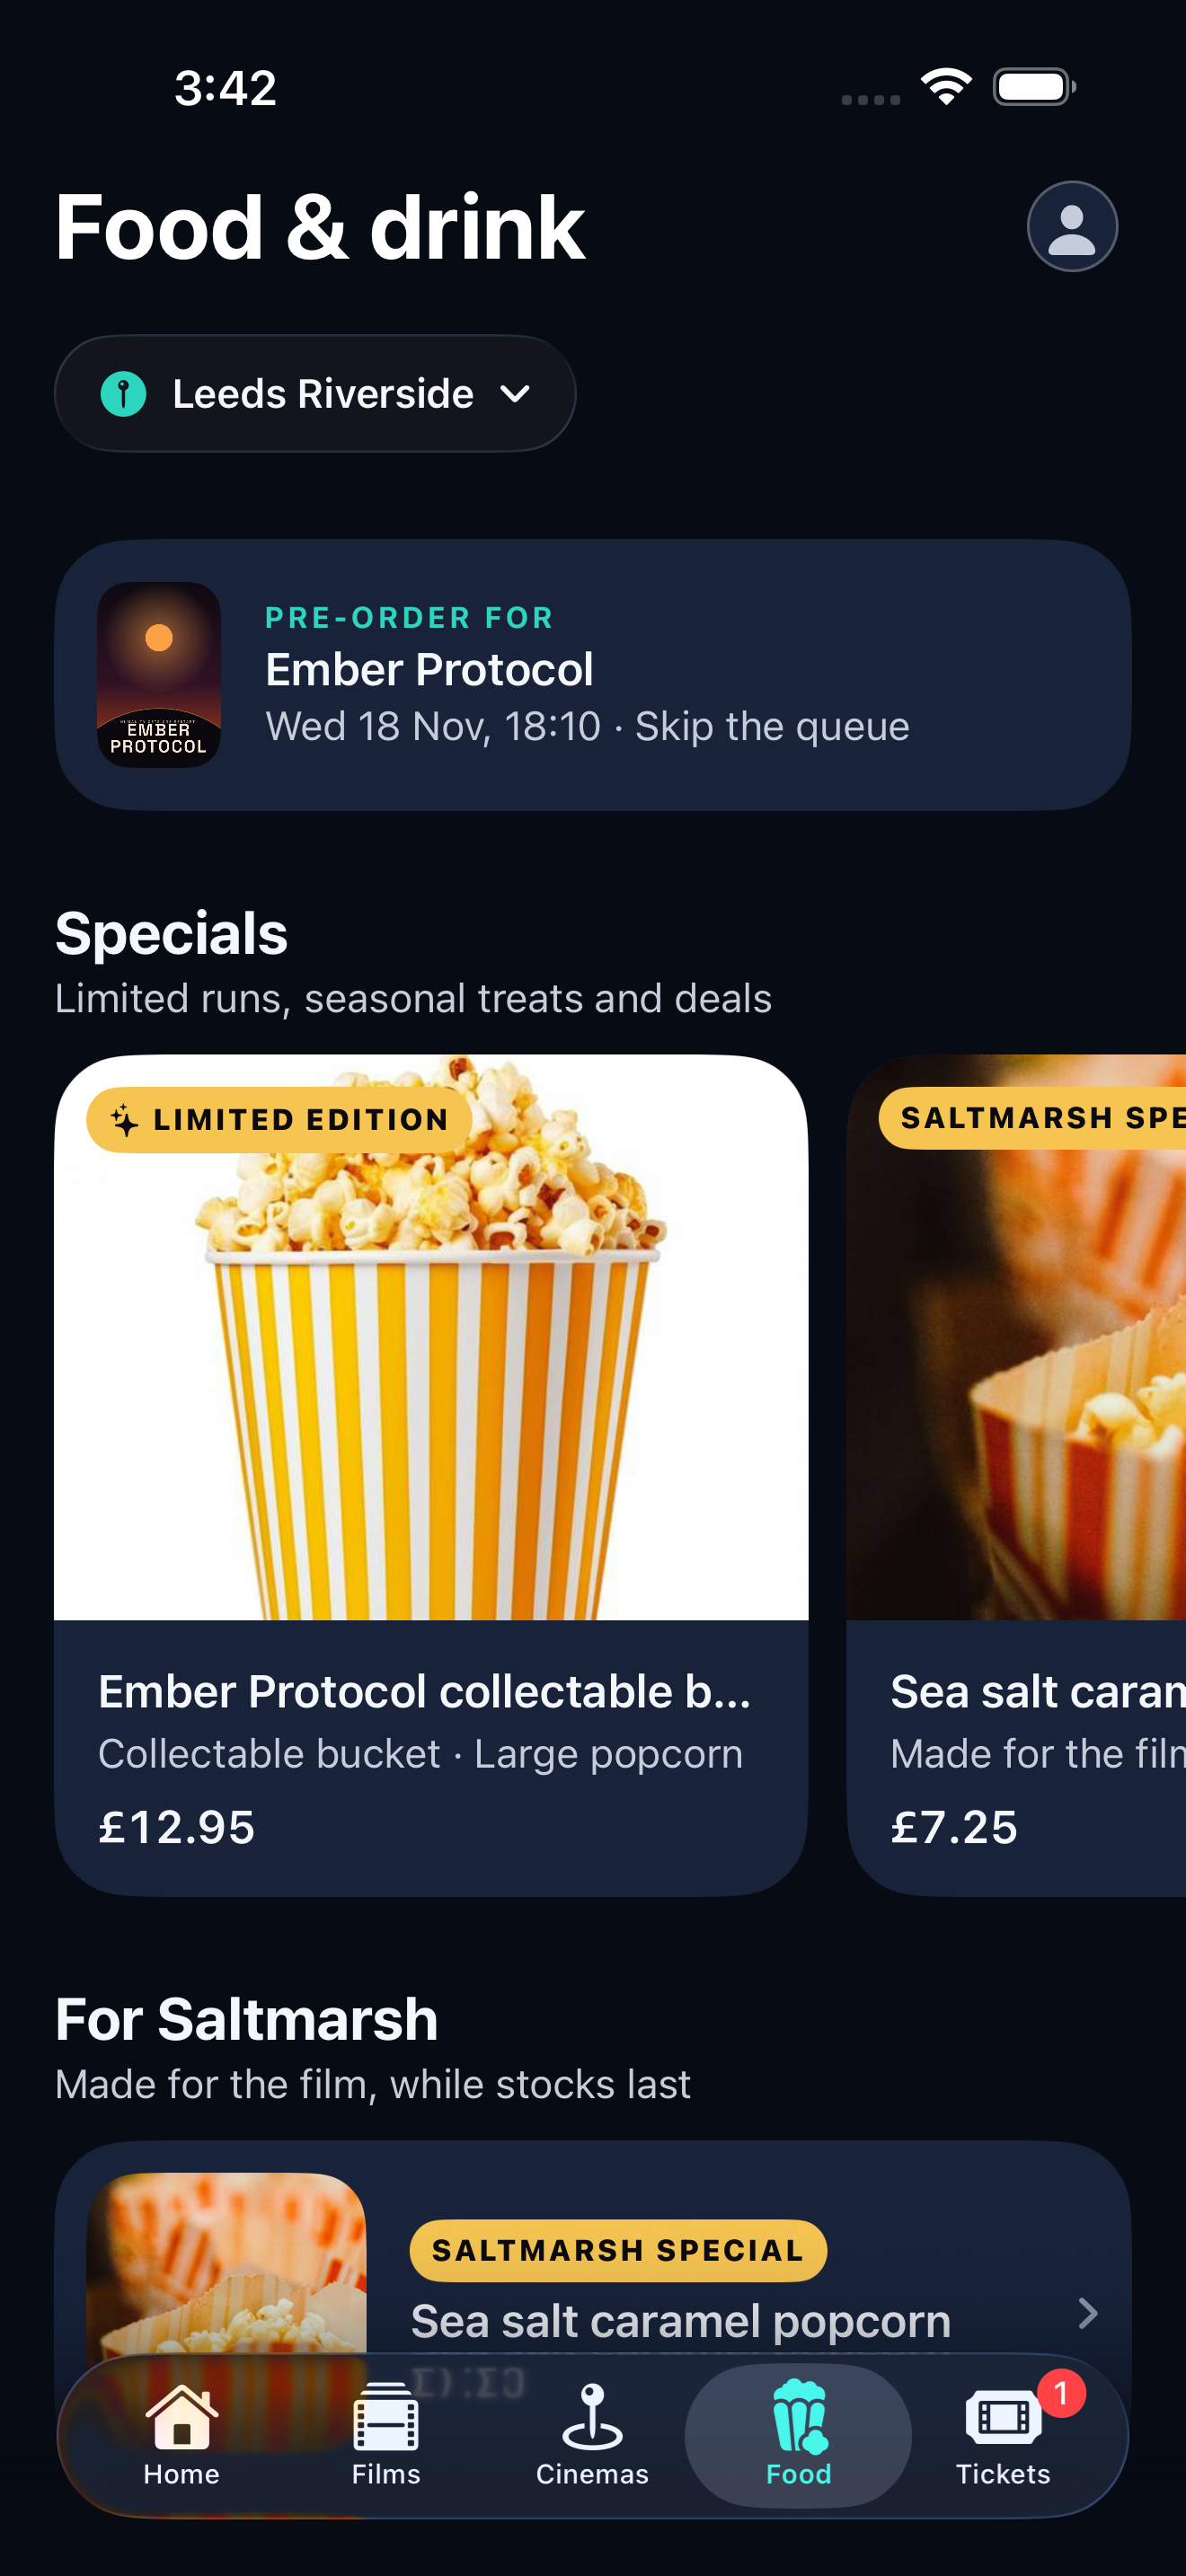 3:42
Food & drink
Leeds Riverside
PRE-ORDER FOR
Ember Protocol
Wed 18 Nov, 18:10 · Skip the queue
EMBER
PROTOCOL
Specials
Limited runs, seasonal treats and deals
LIMITED EDITION
SALTMARSH SPE
Ember Protocol collectable b...
Collectable bucket · Large popcorn
£12.95
Sea salt caram
Made for the film
£7.25
For Saltmarsh
Made for the film, while stocks last
SALTMARSH SPECIAL
Sea salt caramel popcorn
Home
Films
Cinemas
Food
Tickets
1